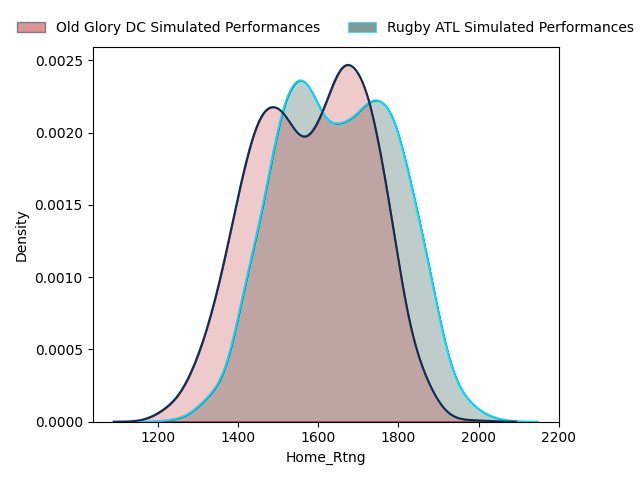 Old Glory DC Simulated Performances
Rugby ATL Simulated Performances
0.0025
0.0020
0.0015
0.0010
0.0005
0.0000
Density
1200 1400 1600 1800 2000 2200
Home_Rtng